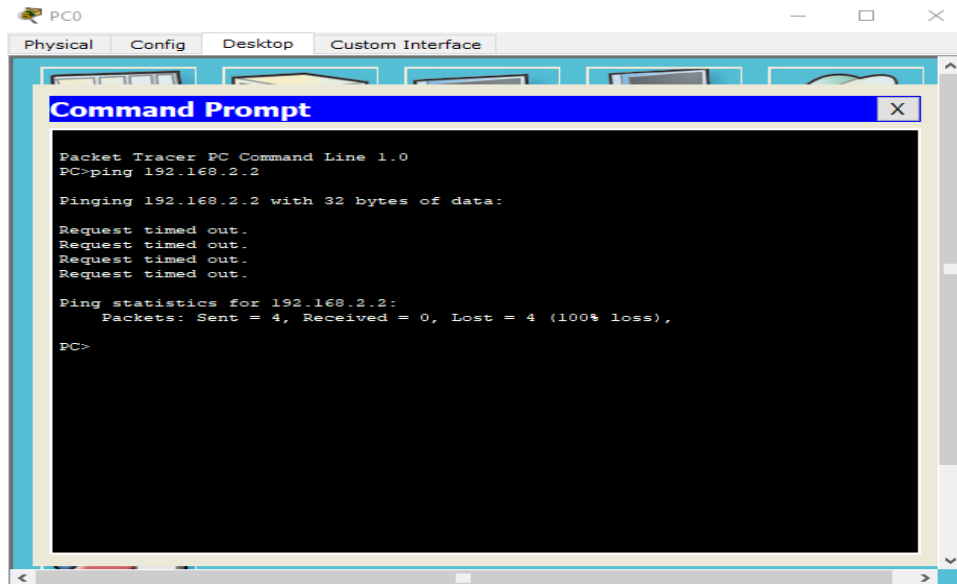 PC0
Physical Config Desktop Custom Interface
Command Prompt
X
Packet Tracer PC Command Line 1.0
PC>ping 192.168.2.2
Pinging 192.168.2.2 with 32 bytes of data:
Request timed out.
Request timed out.
Request timed out.
Request timed out.
Ping statistics for 192.168.2.2:
Packets: Sent = 4, Received = 0, Lost = 4 (100% loss),
PC>